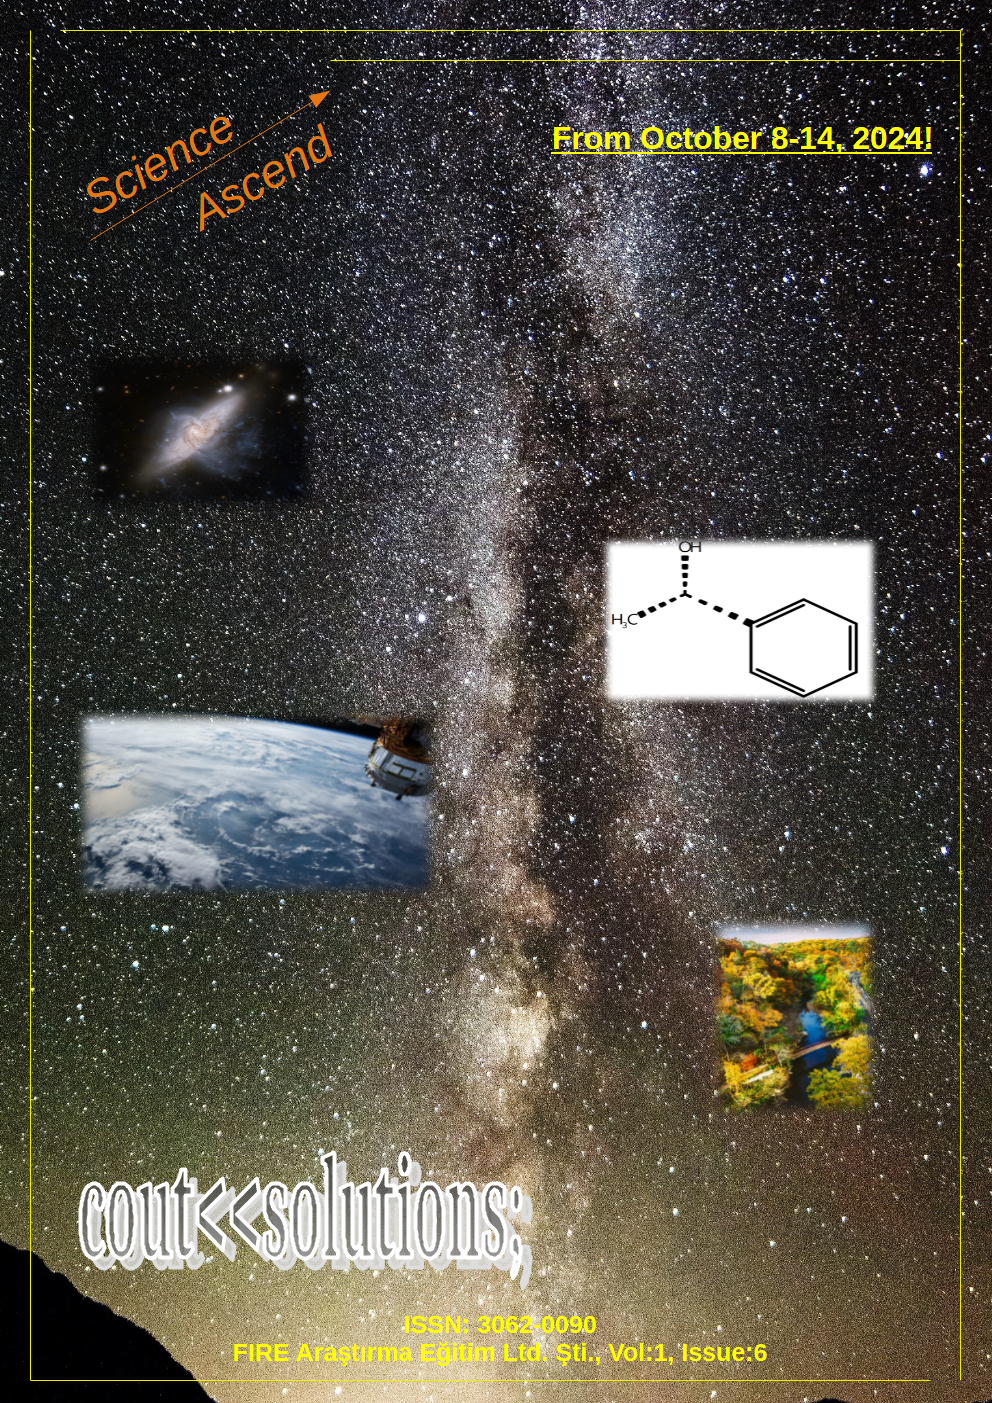 Science
Ascend
From October 8-14, 2024!
OH
H3C
cout<<solutions;
ISSN: 3062-0090
FIRE Araştırma Eğitim Ltd. Şti., Vol:1, Issue:6